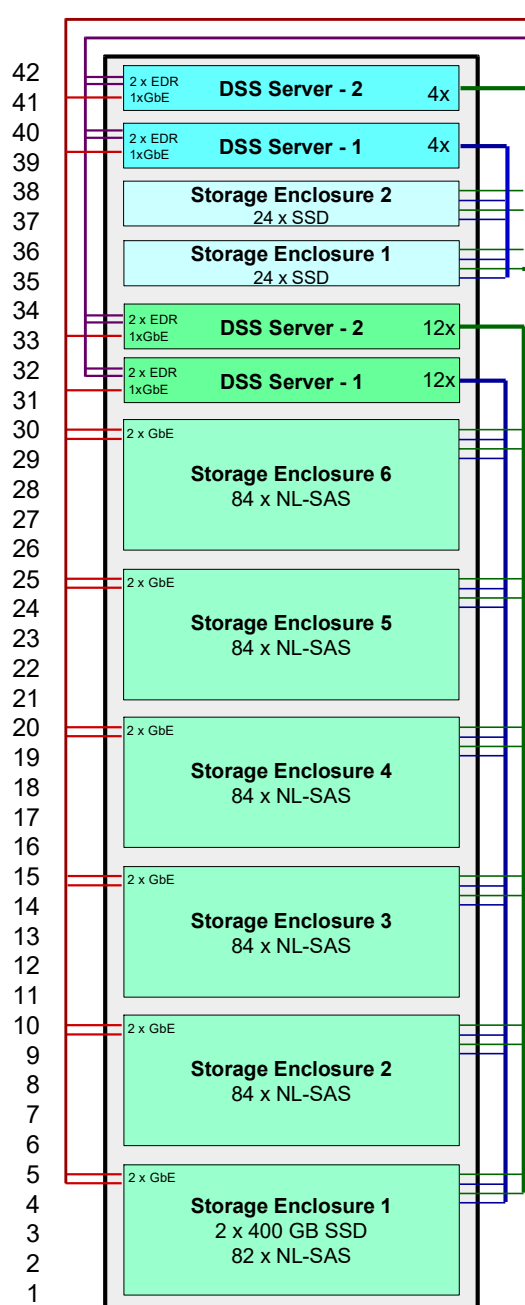 42
2 x EDR
DSS Server - 2
4x
41
1xGbE
40
2 x EDR
DSS Server - 1
4x
39
1xGbE
38
Storage Enclosure 2
37
24 x SSD
36
Storage Enclosure 1
35
24 x SSD
34
2 x EDR
DSS Server - 2
12x
33
1xGbE
32
2 x EDR
DSS Server - 1
12x
31
1xGbE
30
2 x GbE
29
Storage Enclosure 6
28
84 x NL-SAS
27
26
25
2 x GbE
24
Storage Enclosure 5
23
84 x NL-SAS
22
21
20
2 x GbE
19
Storage Enclosure 4
18
84 x NL-SAS
17
16
15
2 x GbE
14
Storage Enclosure 3
13
84 x NL-SAS
12
11
10
2 x GbE
9
Storage Enclosure 2
8
84 x NL-SAS
7
6
5
2 x GbE
4
Storage Enclosure 1
3
2 x 400 GB SSD
2
82 x NL-SAS
1